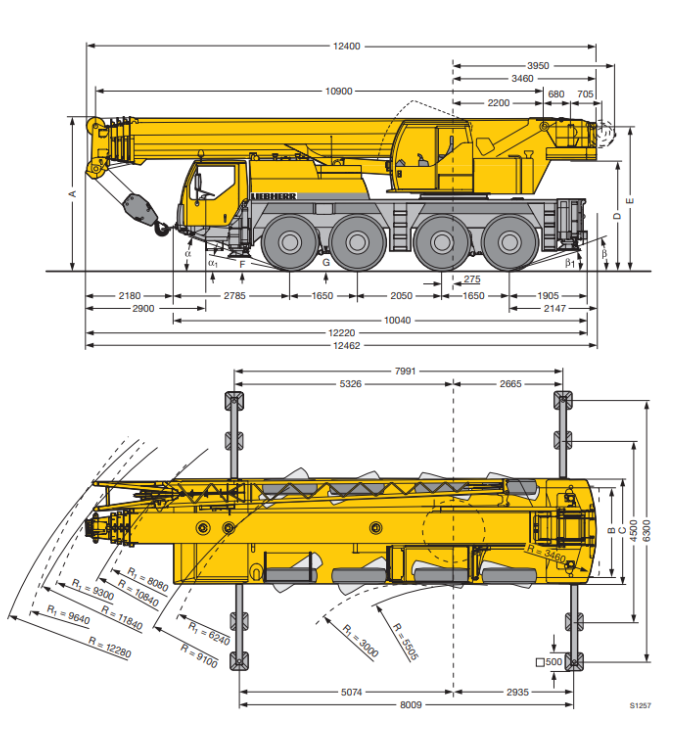 12400
3950
3460
10900
680
705
2200
A
LIEBHERR
E
D
α
α1
F
G
β1
β
275
2180
2785
1650
2050
1650
1905
2900
2147
10040
12220
12462
7991
5326
2665
B
C
4500
6300
R = 3460
R1 = 8080
R = 10840
R1 = 9300
R = 11840
R1 = 9640
R = 12280
R1 = 6240
R = 9100
R1 = 3000
R = 5505
□500
5074
2935
8009
S1257